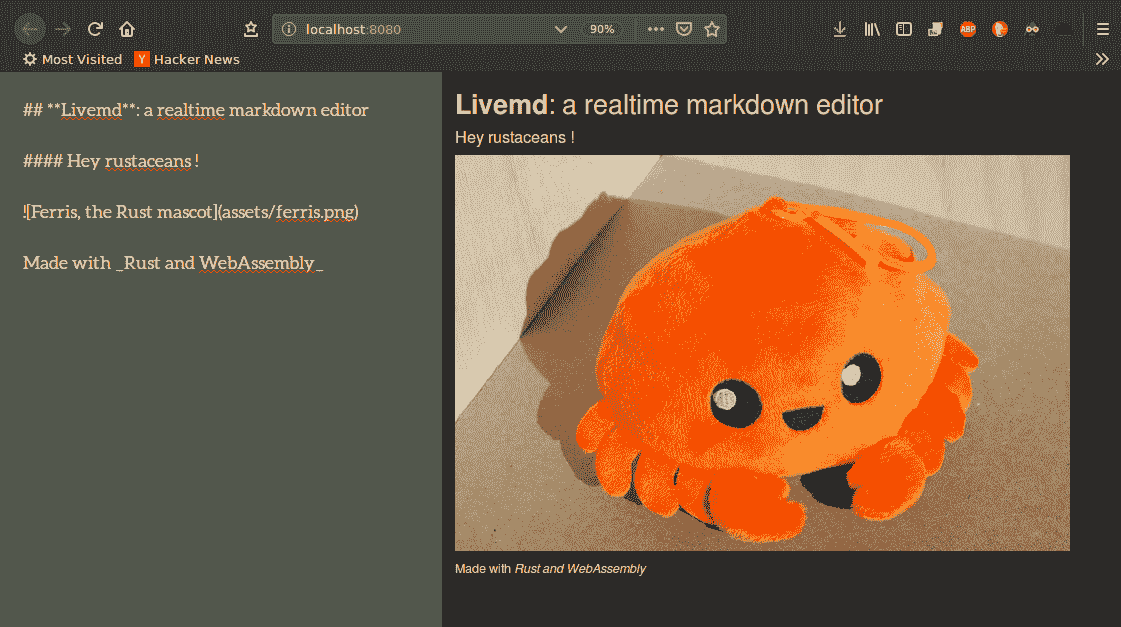 localhost:8080
90%
ABP
Most Visited
Y Hacker News
## **Livemd**: a realtime markdown editor
#### Hey rustaceans !
![Ferris, the Rust mascot](assets/ferris.png)
Made with _Rust and WebAssembly_
Livemd: a realtime markdown editor
Hey rustaceans !
Made with Rust and WebAssembly